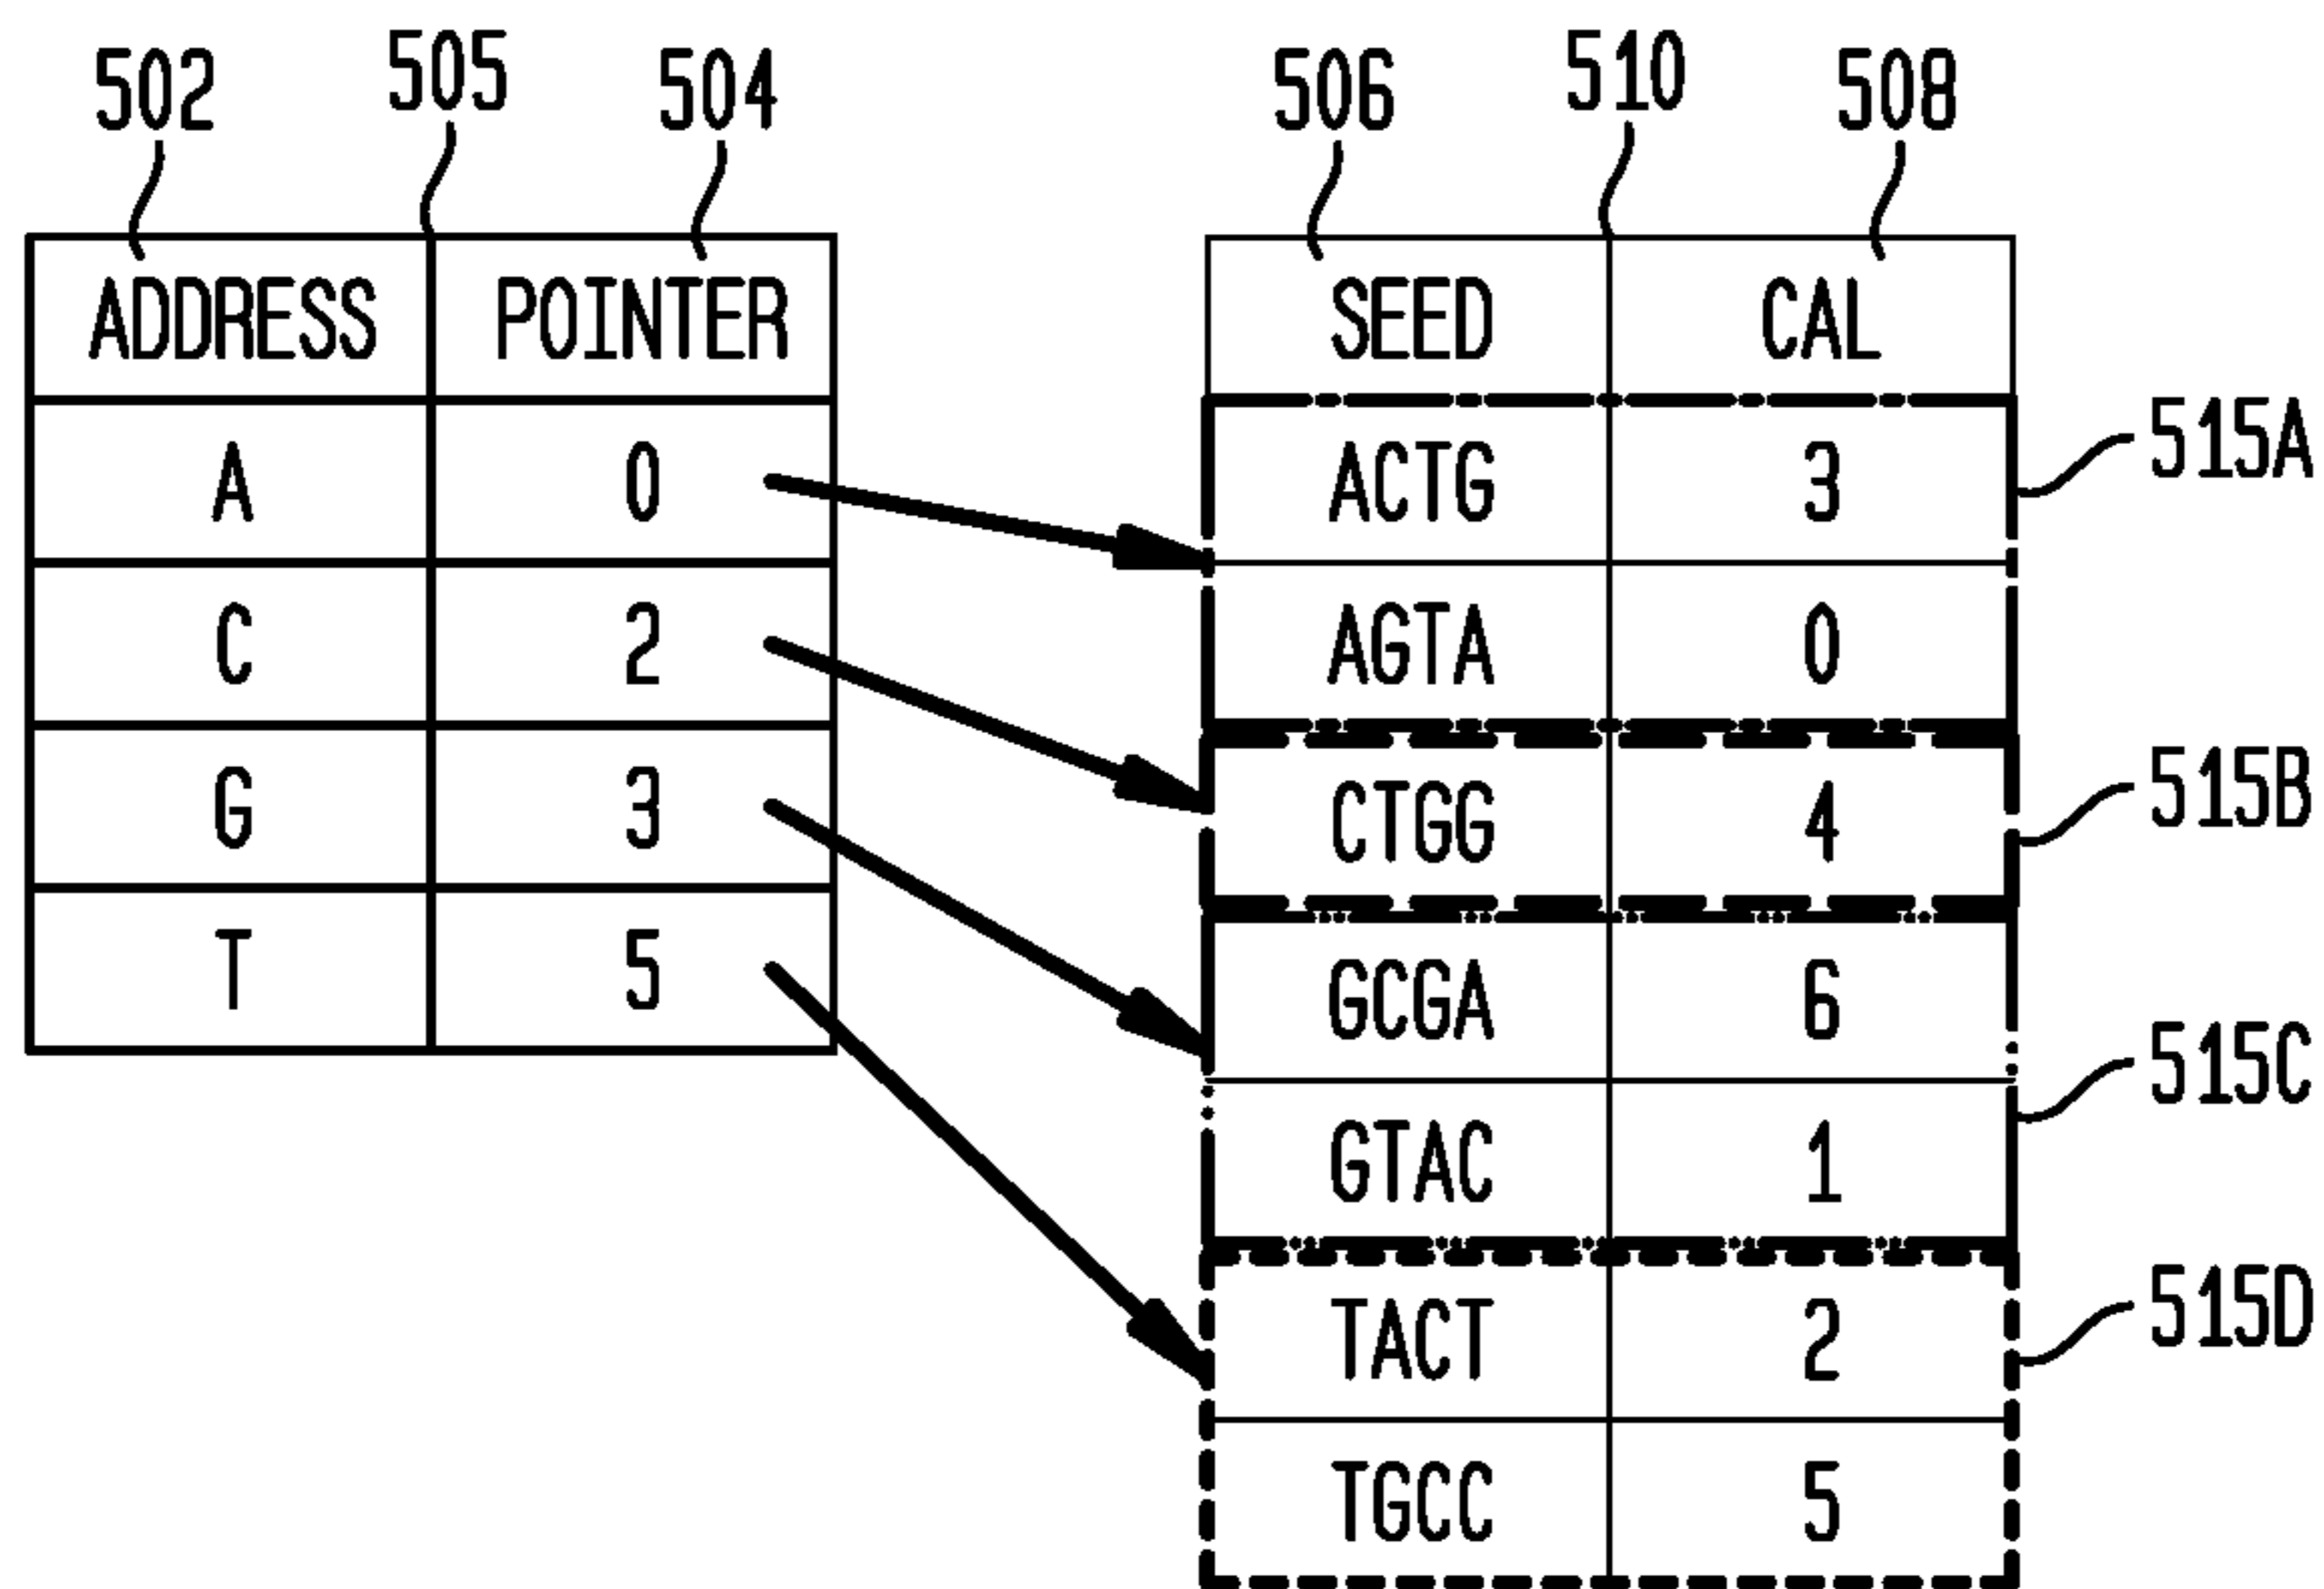 502 505 504 506 510 508
ADDRESS POINTER SEED CAL
A 0 ACTG 3 515A
C 2 AGTA 0
G 3 CTGG 4 515B
T 5 GCGA 6
GTAC 1 515C
TACT 2 515D
TGCC 5